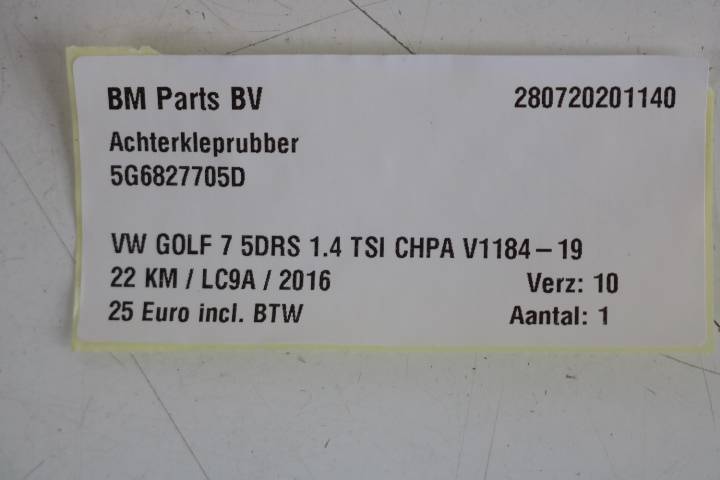 BM Parts BV 280720201140
Achterkleprubber
5G6827705D
VW GOLF 7 5DRS 1.4 TSI CHPA V1184-19
22 KM / LC9A / 2016 Verz: 10
25 Euro incl. BTW Aantal: 1